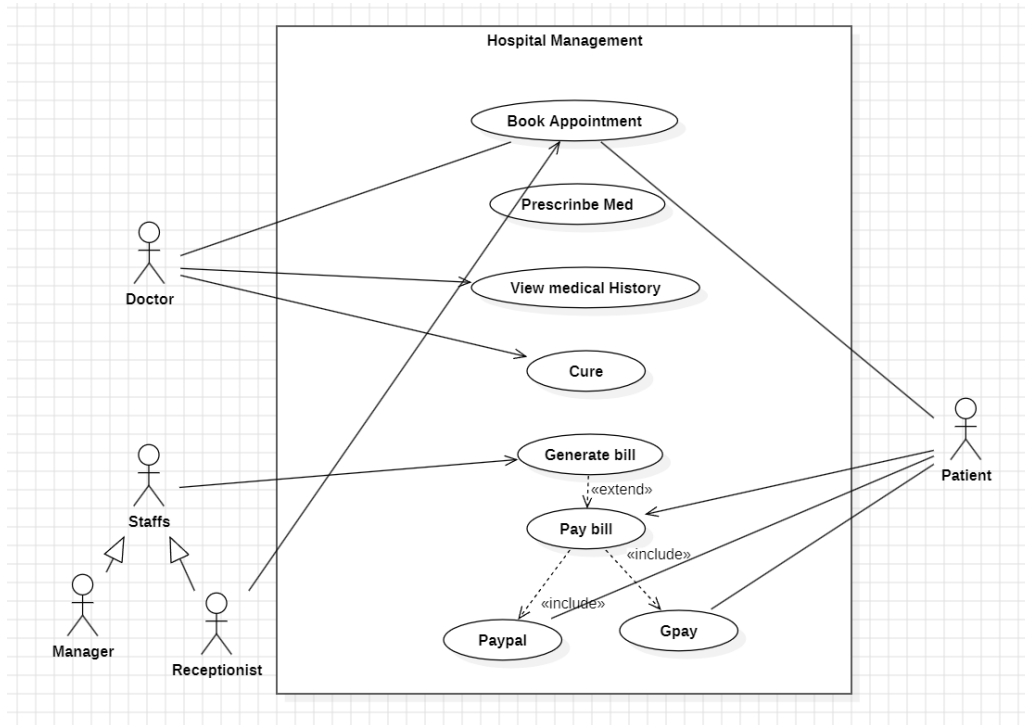 Hospital Management
Book Appointment
Prescrinbe Med
View medical History
Doctor
Cure
Generate bill
«extend»
Staffs
Patient
Pay bill
«include»
«include»
Paypal
Gpay
Manager
Receptionist